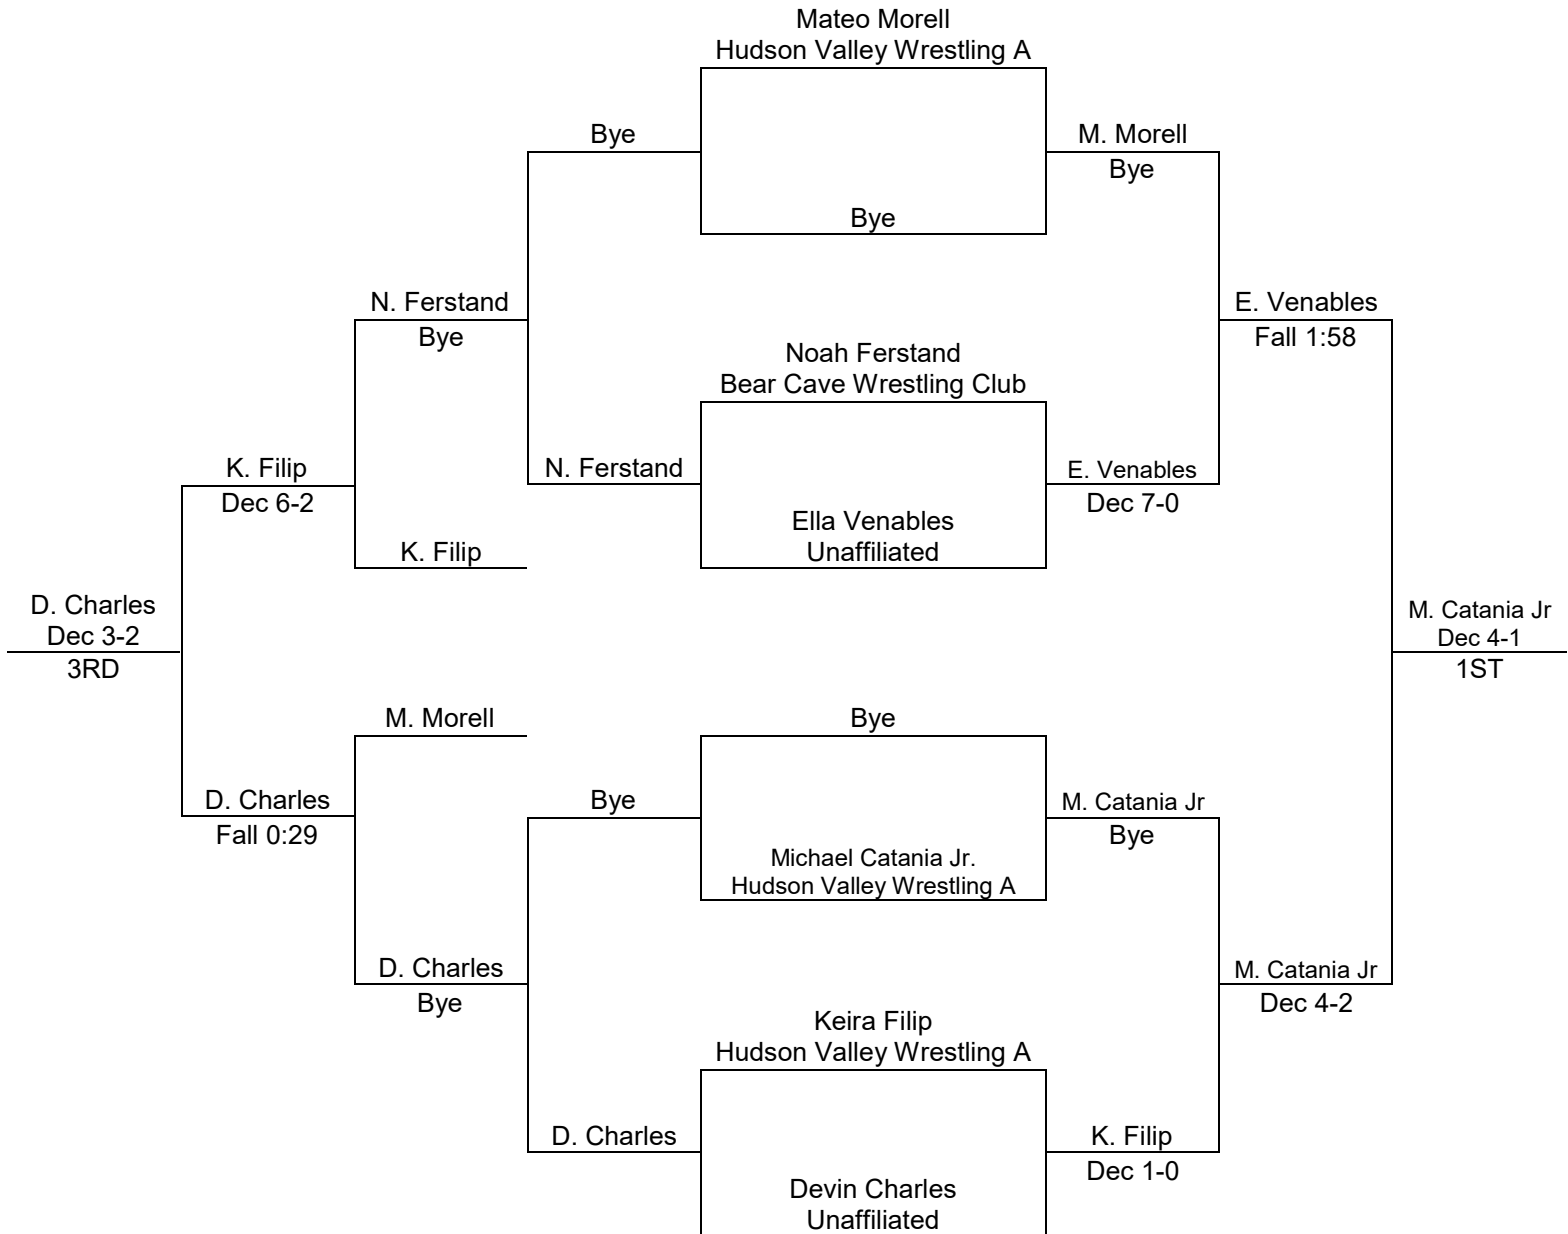 Mateo Morell
Hudson Valley Wrestling A
Bye
M. Morell
Bye
Bye
N. Ferstand
Bye
E. Venables
Fall 1:58
Noah Ferstand
Bear Cave Wrestling Club
K. Filip
Dec 6-2
N. Ferstand
E. Venables
Dec 7-0
Ella Venables
Unaffiliated
K. Filip
D. Charles
Dec 3-2
3RD
M. Catania Jr
Dec 4-1
1ST
M. Morell
Bye
D. Charles
Fall 0:29
Bye
M. Catania Jr
Bye
Michael Catania Jr.
Hudson Valley Wrestling A
D. Charles
Bye
M. Catania Jr
Dec 4-2
Keira Filip
Hudson Valley Wrestling A
D. Charles
K. Filip
Dec 1-0
Devin Charles
Unaffiliated